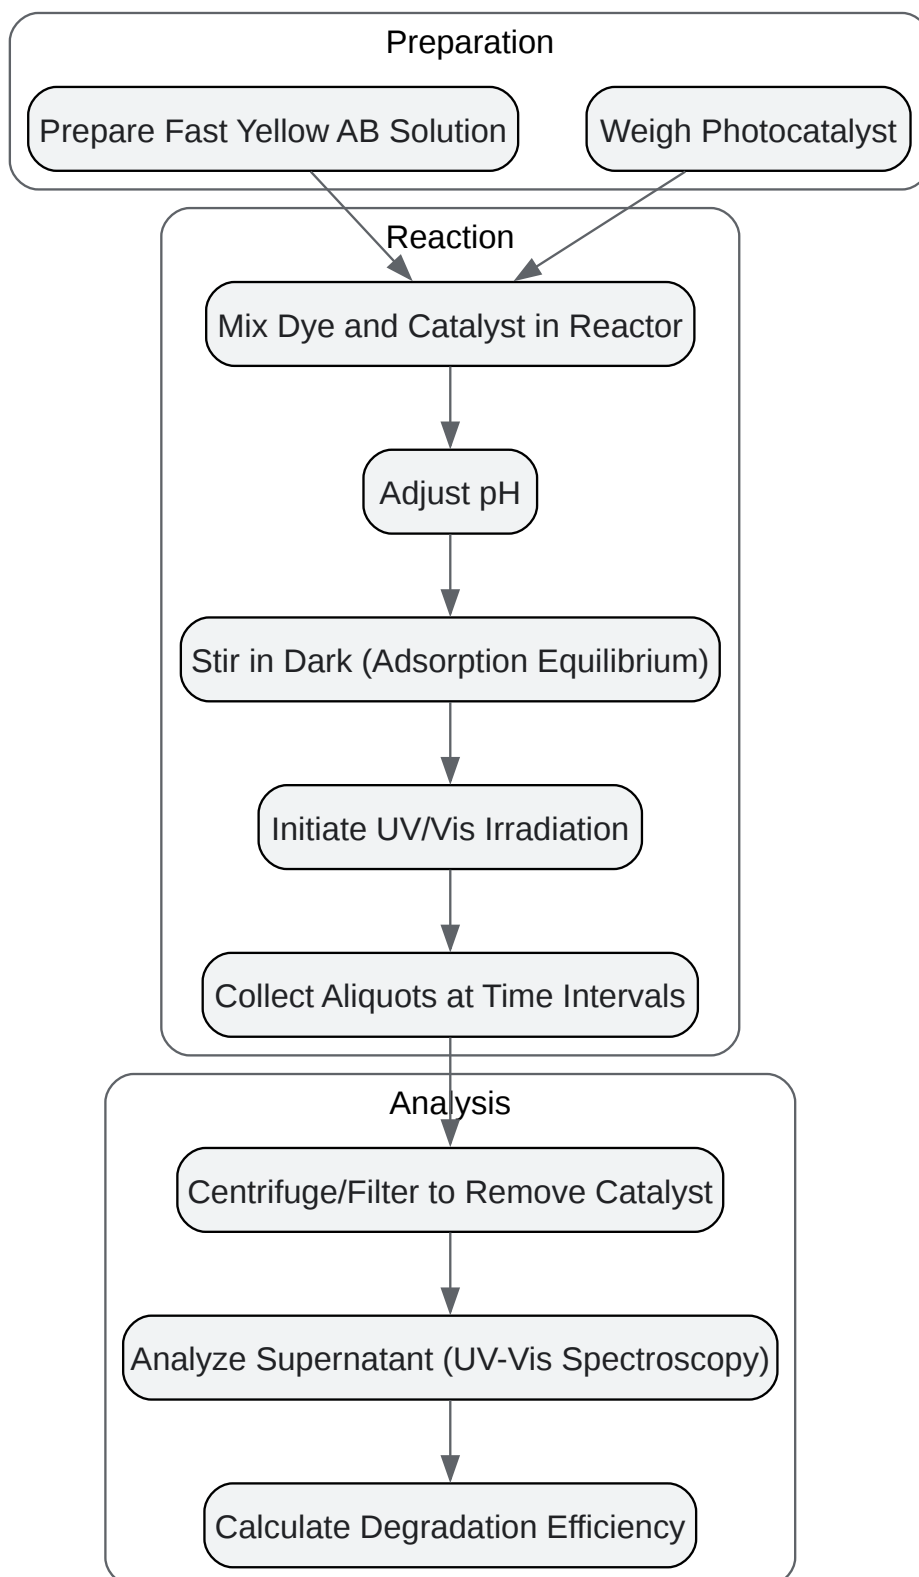 Preparation
Prepare Fast Yellow AB Solution
Weigh Photocatalyst
Reaction
Mix Dye and Catalyst in Reactor
Adjust pH
Stir in Dark (Adsorption Equilibrium)
Initiate UV/Vis Irradiation
Collect Aliquots at Time Intervals
Analysis
Centrifuge/Filter to Remove Catalyst
Analyze Supernatant (UV-Vis Spectroscopy)
Calculate Degradation Efficiency